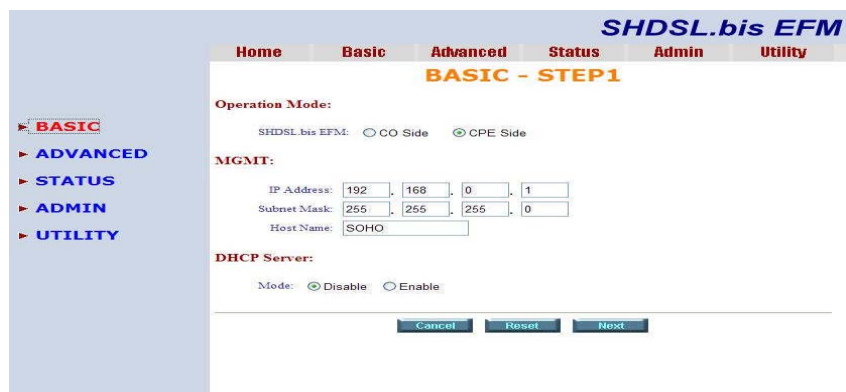 SHDSL.bis EFM
Home Basic Advanced Status Admin Utility
BASIC - STEP1
BASIC
ADVANCED
STATUS
ADMIN
UTILITY
Operation Mode:
SHDSL.bis EFM: CO Side CPE Side
MGMT:
IP Address: 192 . 168 . 0 . 1
Subnet Mask: 255 . 255 . 255 . 0
Host Name: SOHO
DHCP Server:
Mode: Disable Enable
Cancel Reset Next